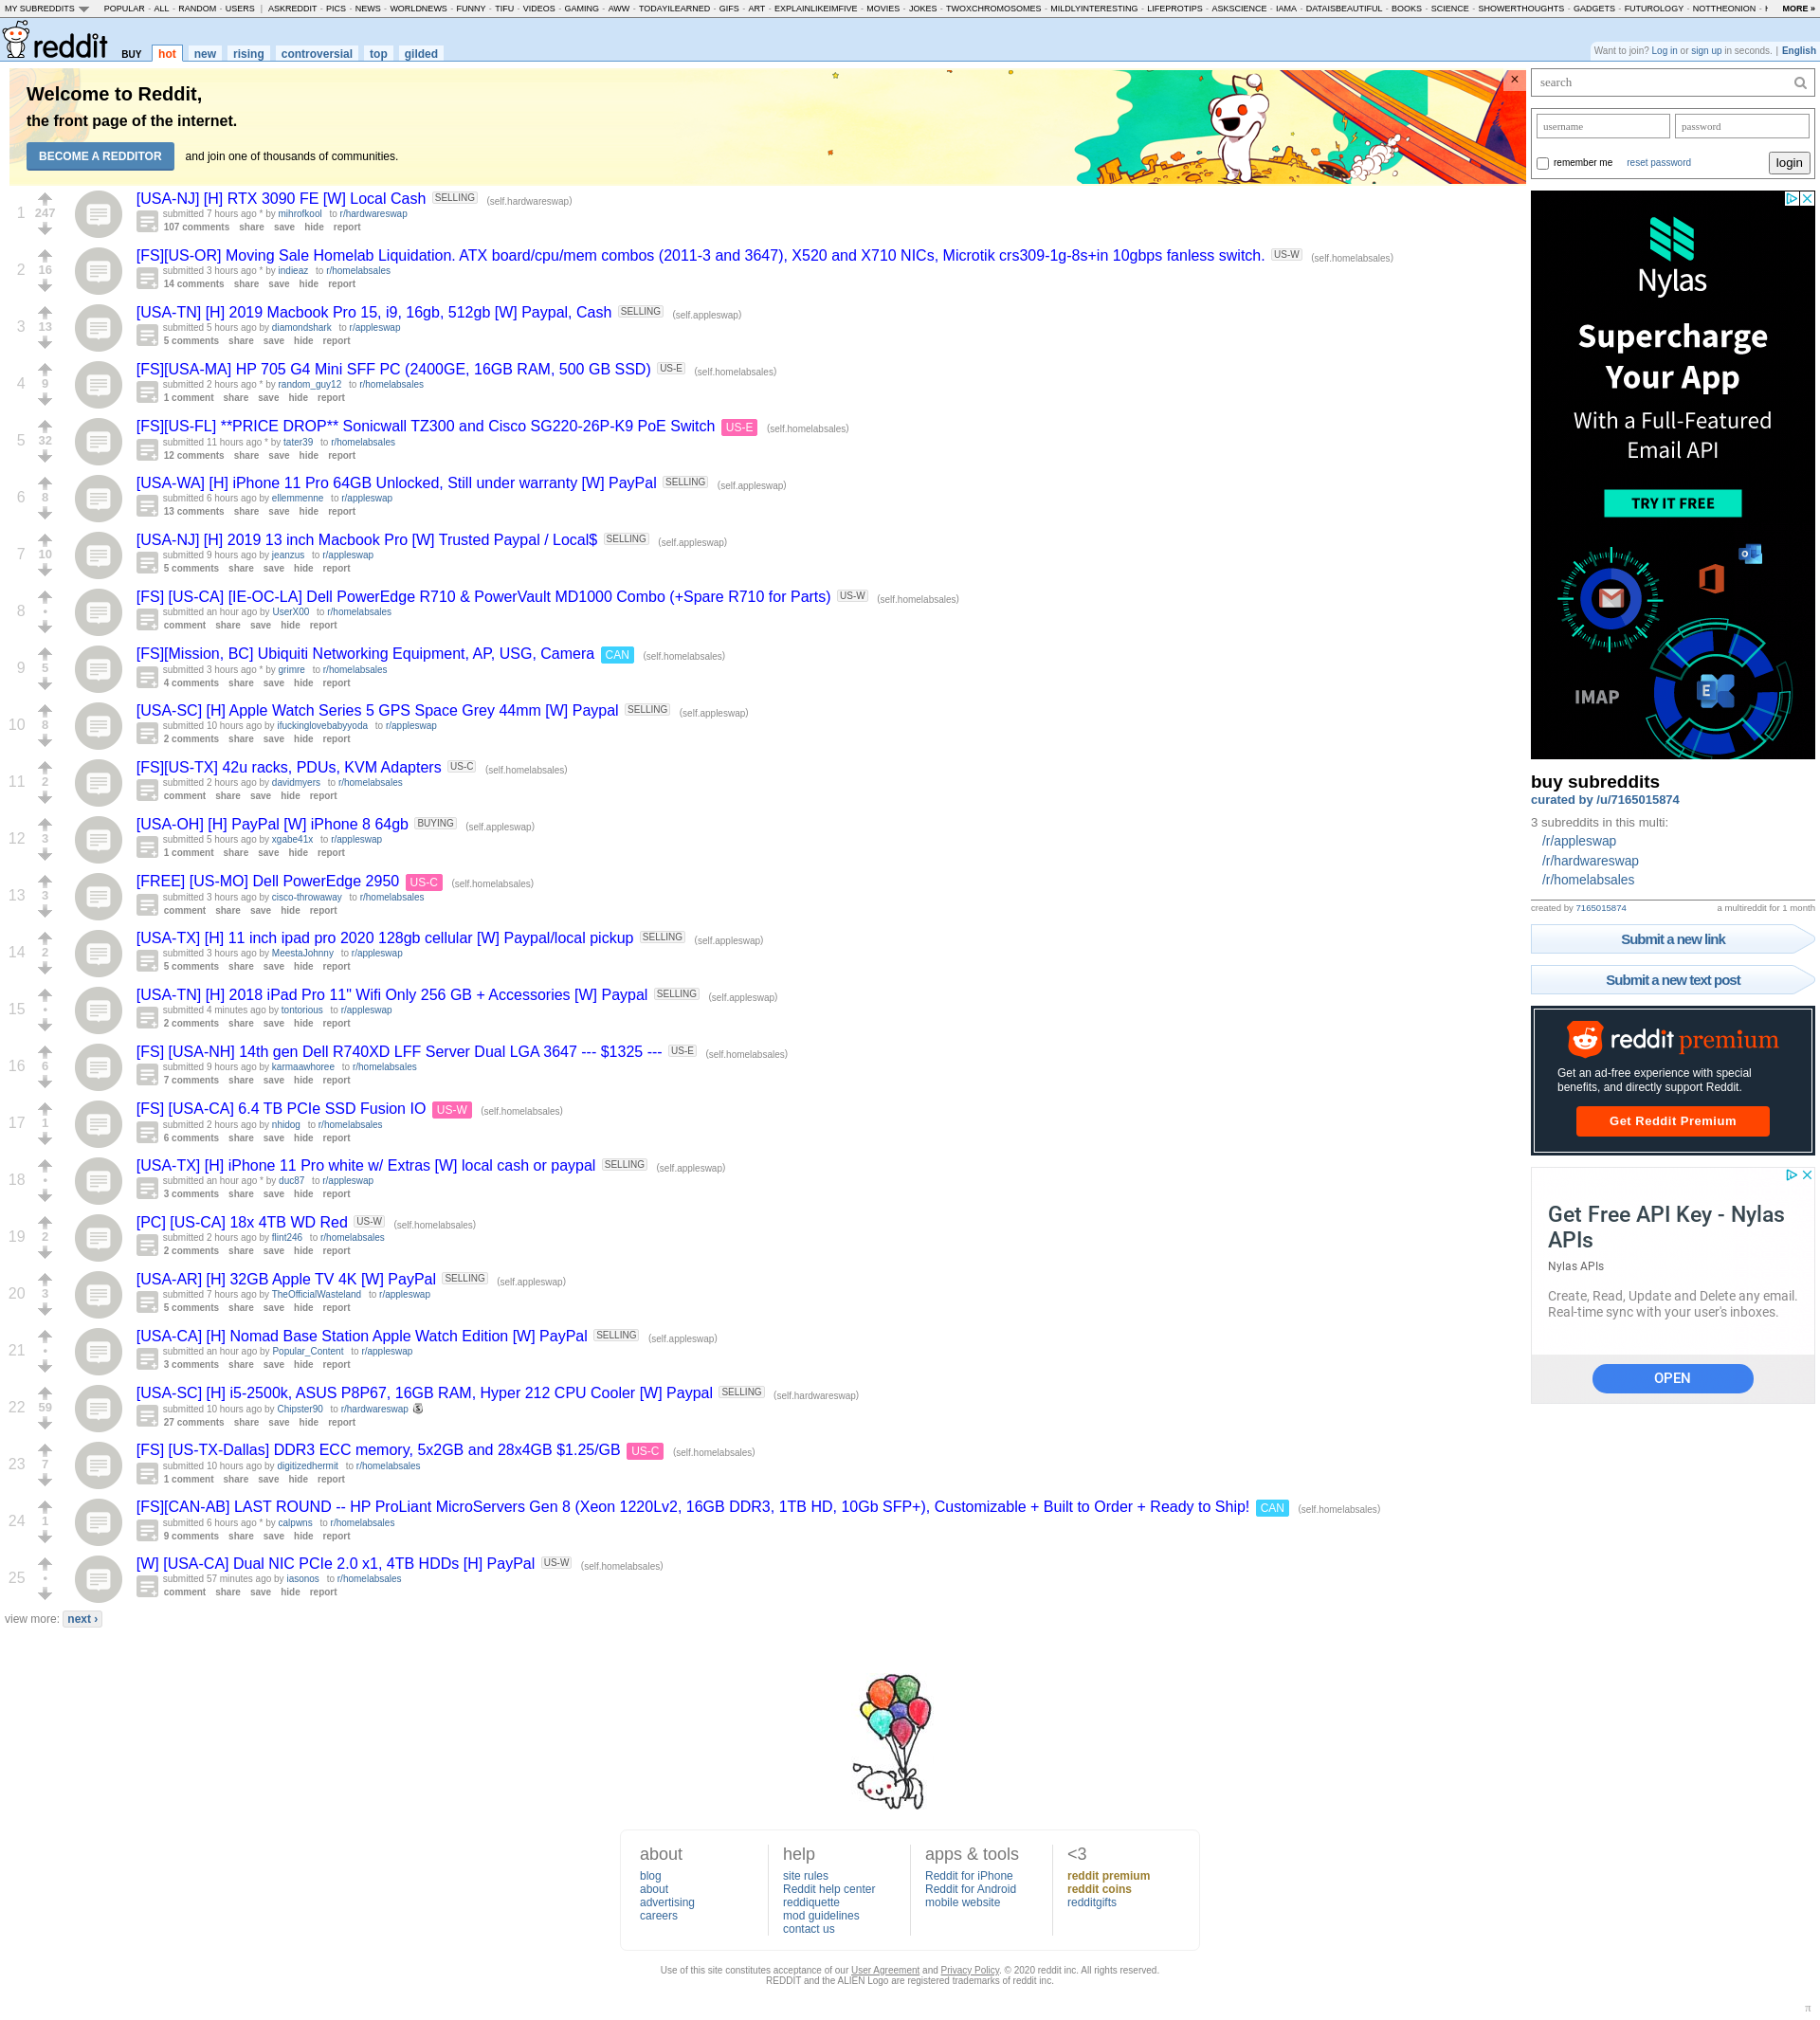 MY SUBREDDITS POPULAR - ALL - RANDOM - USERS | ASKREDDIT - PICS - NEWS - WORLDNEWS - FUNNY - TIFU - VIDEOS - GAMING - AWW - TODAYILEARNED - GIFS - ART - EXPLAINLIKEIMFIVE - MOVIES - JOKES - TWOXCHROMOSOMES - MILDLYINTERESTING - LIFEPROTIPS - ASKSCIENCE - IAMA - DATAISBEAUTIFUL - BOOKS - SCIENCE - SHOWERTHOUGHTS - GADGETS - FUTUROLOGY - NOTTHEONION - MORE »
reddit BUY hot new rising controversial top gilded
Want to join? Log in or sign up in seconds. | English
Welcome to Reddit,
the front page of the internet.
BECOME A REDDITOR and join one of thousands of communities.
×
1 247 [USA-NJ] [H] RTX 3090 FE [W] Local Cash SELLING (self.hardwareswap)
submitted 7 hours ago * by mihrofkool to r/hardwareswap
107 comments share save hide report
2 16 [FS][US-OR] Moving Sale Homelab Liquidation. ATX board/cpu/mem combos (2011-3 and 3647), X520 and X710 NICs, Microtik crs309-1g-8s+in 10gbps fanless switch. US-W (self.homelabsales)
submitted 3 hours ago * by indieaz to r/homelabsales
14 comments share save hide report
3 13 [USA-TN] [H] 2019 Macbook Pro 15, i9, 16gb, 512gb [W] Paypal, Cash SELLING (self.appleswap)
submitted 5 hours ago by diamondshark to r/appleswap
5 comments share save hide report
4 9 [FS][USA-MA] HP 705 G4 Mini SFF PC (2400GE, 16GB RAM, 500 GB SSD) US-E (self.homelabsales)
submitted 2 hours ago * by random_guy12 to r/homelabsales
1 comment share save hide report
5 32 [FS][US-FL] **PRICE DROP** Sonicwall TZ300 and Cisco SG220-26P-K9 PoE Switch US-E (self.homelabsales)
submitted 11 hours ago * by tater39 to r/homelabsales
12 comments share save hide report
6 8 [USA-WA] [H] iPhone 11 Pro 64GB Unlocked, Still under warranty [W] PayPal SELLING (self.appleswap)
submitted 6 hours ago by ellemmenne to r/appleswap
13 comments share save hide report
7 10 [USA-NJ] [H] 2019 13 inch Macbook Pro [W] Trusted Paypal / Local$ SELLING (self.appleswap)
submitted 9 hours ago by jeanzus to r/appleswap
5 comments share save hide report
8 • [FS] [US-CA] [IE-OC-LA] Dell PowerEdge R710 & PowerVault MD1000 Combo (+Spare R710 for Parts) US-W (self.homelabsales)
submitted an hour ago by UserX00 to r/homelabsales
comment share save hide report
9 5 [FS][Mission, BC] Ubiquiti Networking Equipment, AP, USG, Camera CAN (self.homelabsales)
submitted 3 hours ago * by grimre to r/homelabsales
4 comments share save hide report
10 8 [USA-SC] [H] Apple Watch Series 5 GPS Space Grey 44mm [W] Paypal SELLING (self.appleswap)
submitted 10 hours ago by ifuckinglovebabyyoda to r/appleswap
2 comments share save hide report
11 2 [FS][US-TX] 42u racks, PDUs, KVM Adapters US-C (self.homelabsales)
submitted 2 hours ago by davidmyers to r/homelabsales
comment share save hide report
12 3 [USA-OH] [H] PayPal [W] iPhone 8 64gb BUYING (self.appleswap)
submitted 5 hours ago by xgabe41x to r/appleswap
1 comment share save hide report
13 3 [FREE] [US-MO] Dell PowerEdge 2950 US-C (self.homelabsales)
submitted 3 hours ago by cisco-throwaway to r/homelabsales
comment share save hide report
14 2 [USA-TX] [H] 11 inch ipad pro 2020 128gb cellular [W] Paypal/local pickup SELLING (self.appleswap)
submitted 3 hours ago by MeestaJohnny to r/appleswap
5 comments share save hide report
15 • [USA-TN] [H] 2018 iPad Pro 11" Wifi Only 256 GB + Accessories [W] Paypal SELLING (self.appleswap)
submitted 4 minutes ago by tontorious to r/appleswap
2 comments share save hide report
16 6 [FS] [USA-NH] 14th gen Dell R740XD LFF Server Dual LGA 3647 --- $1325 --- US-E (self.homelabsales)
submitted 9 hours ago by karmaawhoree to r/homelabsales
7 comments share save hide report
17 1 [FS] [USA-CA] 6.4 TB PCIe SSD Fusion IO US-W (self.homelabsales)
submitted 2 hours ago by nhidog to r/homelabsales
6 comments share save hide report
18 • [USA-TX] [H] iPhone 11 Pro white w/ Extras [W] local cash or paypal SELLING (self.appleswap)
submitted an hour ago * by duc87 to r/appleswap
3 comments share save hide report
19 2 [PC] [US-CA] 18x 4TB WD Red US-W (self.homelabsales)
submitted 2 hours ago by flint246 to r/homelabsales
2 comments share save hide report
20 3 [USA-AR] [H] 32GB Apple TV 4K [W] PayPal SELLING (self.appleswap)
submitted 7 hours ago by TheOfficialWasteland to r/appleswap
5 comments share save hide report
21 • [USA-CA] [H] Nomad Base Station Apple Watch Edition [W] PayPal SELLING (self.appleswap)
submitted an hour ago by Popular_Content to r/appleswap
3 comments share save hide report
22 59 [USA-SC] [H] i5-2500k, ASUS P8P67, 16GB RAM, Hyper 212 CPU Cooler [W] Paypal SELLING (self.hardwareswap)
submitted 10 hours ago by Chipster90 to r/hardwareswap
27 comments share save hide report
23 7 [FS] [US-TX-Dallas] DDR3 ECC memory, 5x2GB and 28x4GB $1.25/GB US-C (self.homelabsales)
submitted 10 hours ago by digitizedhermit to r/homelabsales
1 comment share save hide report
24 1 [FS][CAN-AB] LAST ROUND -- HP ProLiant MicroServers Gen 8 (Xeon 1220Lv2, 16GB DDR3, 1TB HD, 10Gb SFP+), Customizable + Built to Order + Ready to Ship! CAN (self.homelabsales)
submitted 6 hours ago * by calpwns to r/homelabsales
9 comments share save hide report
25 • [W] [USA-CA] Dual NIC PCIe 2.0 x1, 4TB HDDs [H] PayPal US-W (self.homelabsales)
submitted 57 minutes ago by iasonos to r/homelabsales
comment share save hide report
view more: next ›
search
username password
remember me reset password login
Nylas
Supercharge
Your App
With a Full-Featured
Email API
TRY IT FREE
IMAP
buy subreddits
curated by /u/7165015874
3 subreddits in this multi:
/r/appleswap
/r/hardwareswap
/r/homelabsales
created by 7165015874 a multireddit for 1 month
Submit a new link
Submit a new text post
reddit premium
Get an ad-free experience with special
benefits, and directly support Reddit.
Get Reddit Premium
Get Free API Key - Nylas
APIs
Nylas APIs
Create, Read, Update and Delete any email.
Real-time sync with your user's inboxes.
OPEN
about
blog
about
advertising
careers
help
site rules
Reddit help center
reddiquette
mod guidelines
contact us
apps & tools
Reddit for iPhone
Reddit for Android
mobile website
<3
reddit premium
reddit coins
redditgifts
Use of this site constitutes acceptance of our User Agreement and Privacy Policy. © 2020 reddit inc. All rights reserved.
REDDIT and the ALIEN Logo are registered trademarks of reddit inc.
π